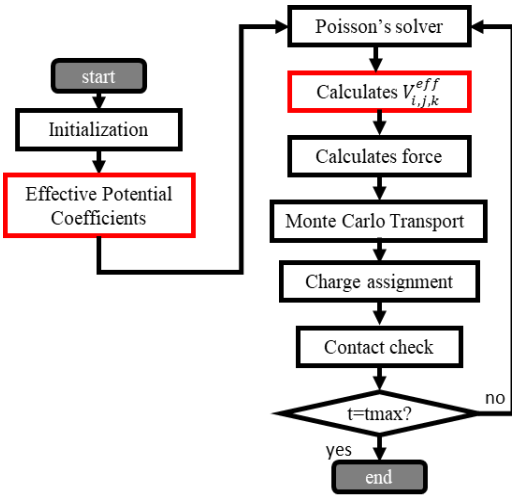 start
Initialization
Effective Potential
Coefficients
Poisson's solver
Calculates $V_{i,j,k}^{eff}$
Calculates force
Monte Carlo Transport
Charge assignment
Contact check
t=tmax?
no
yes
end